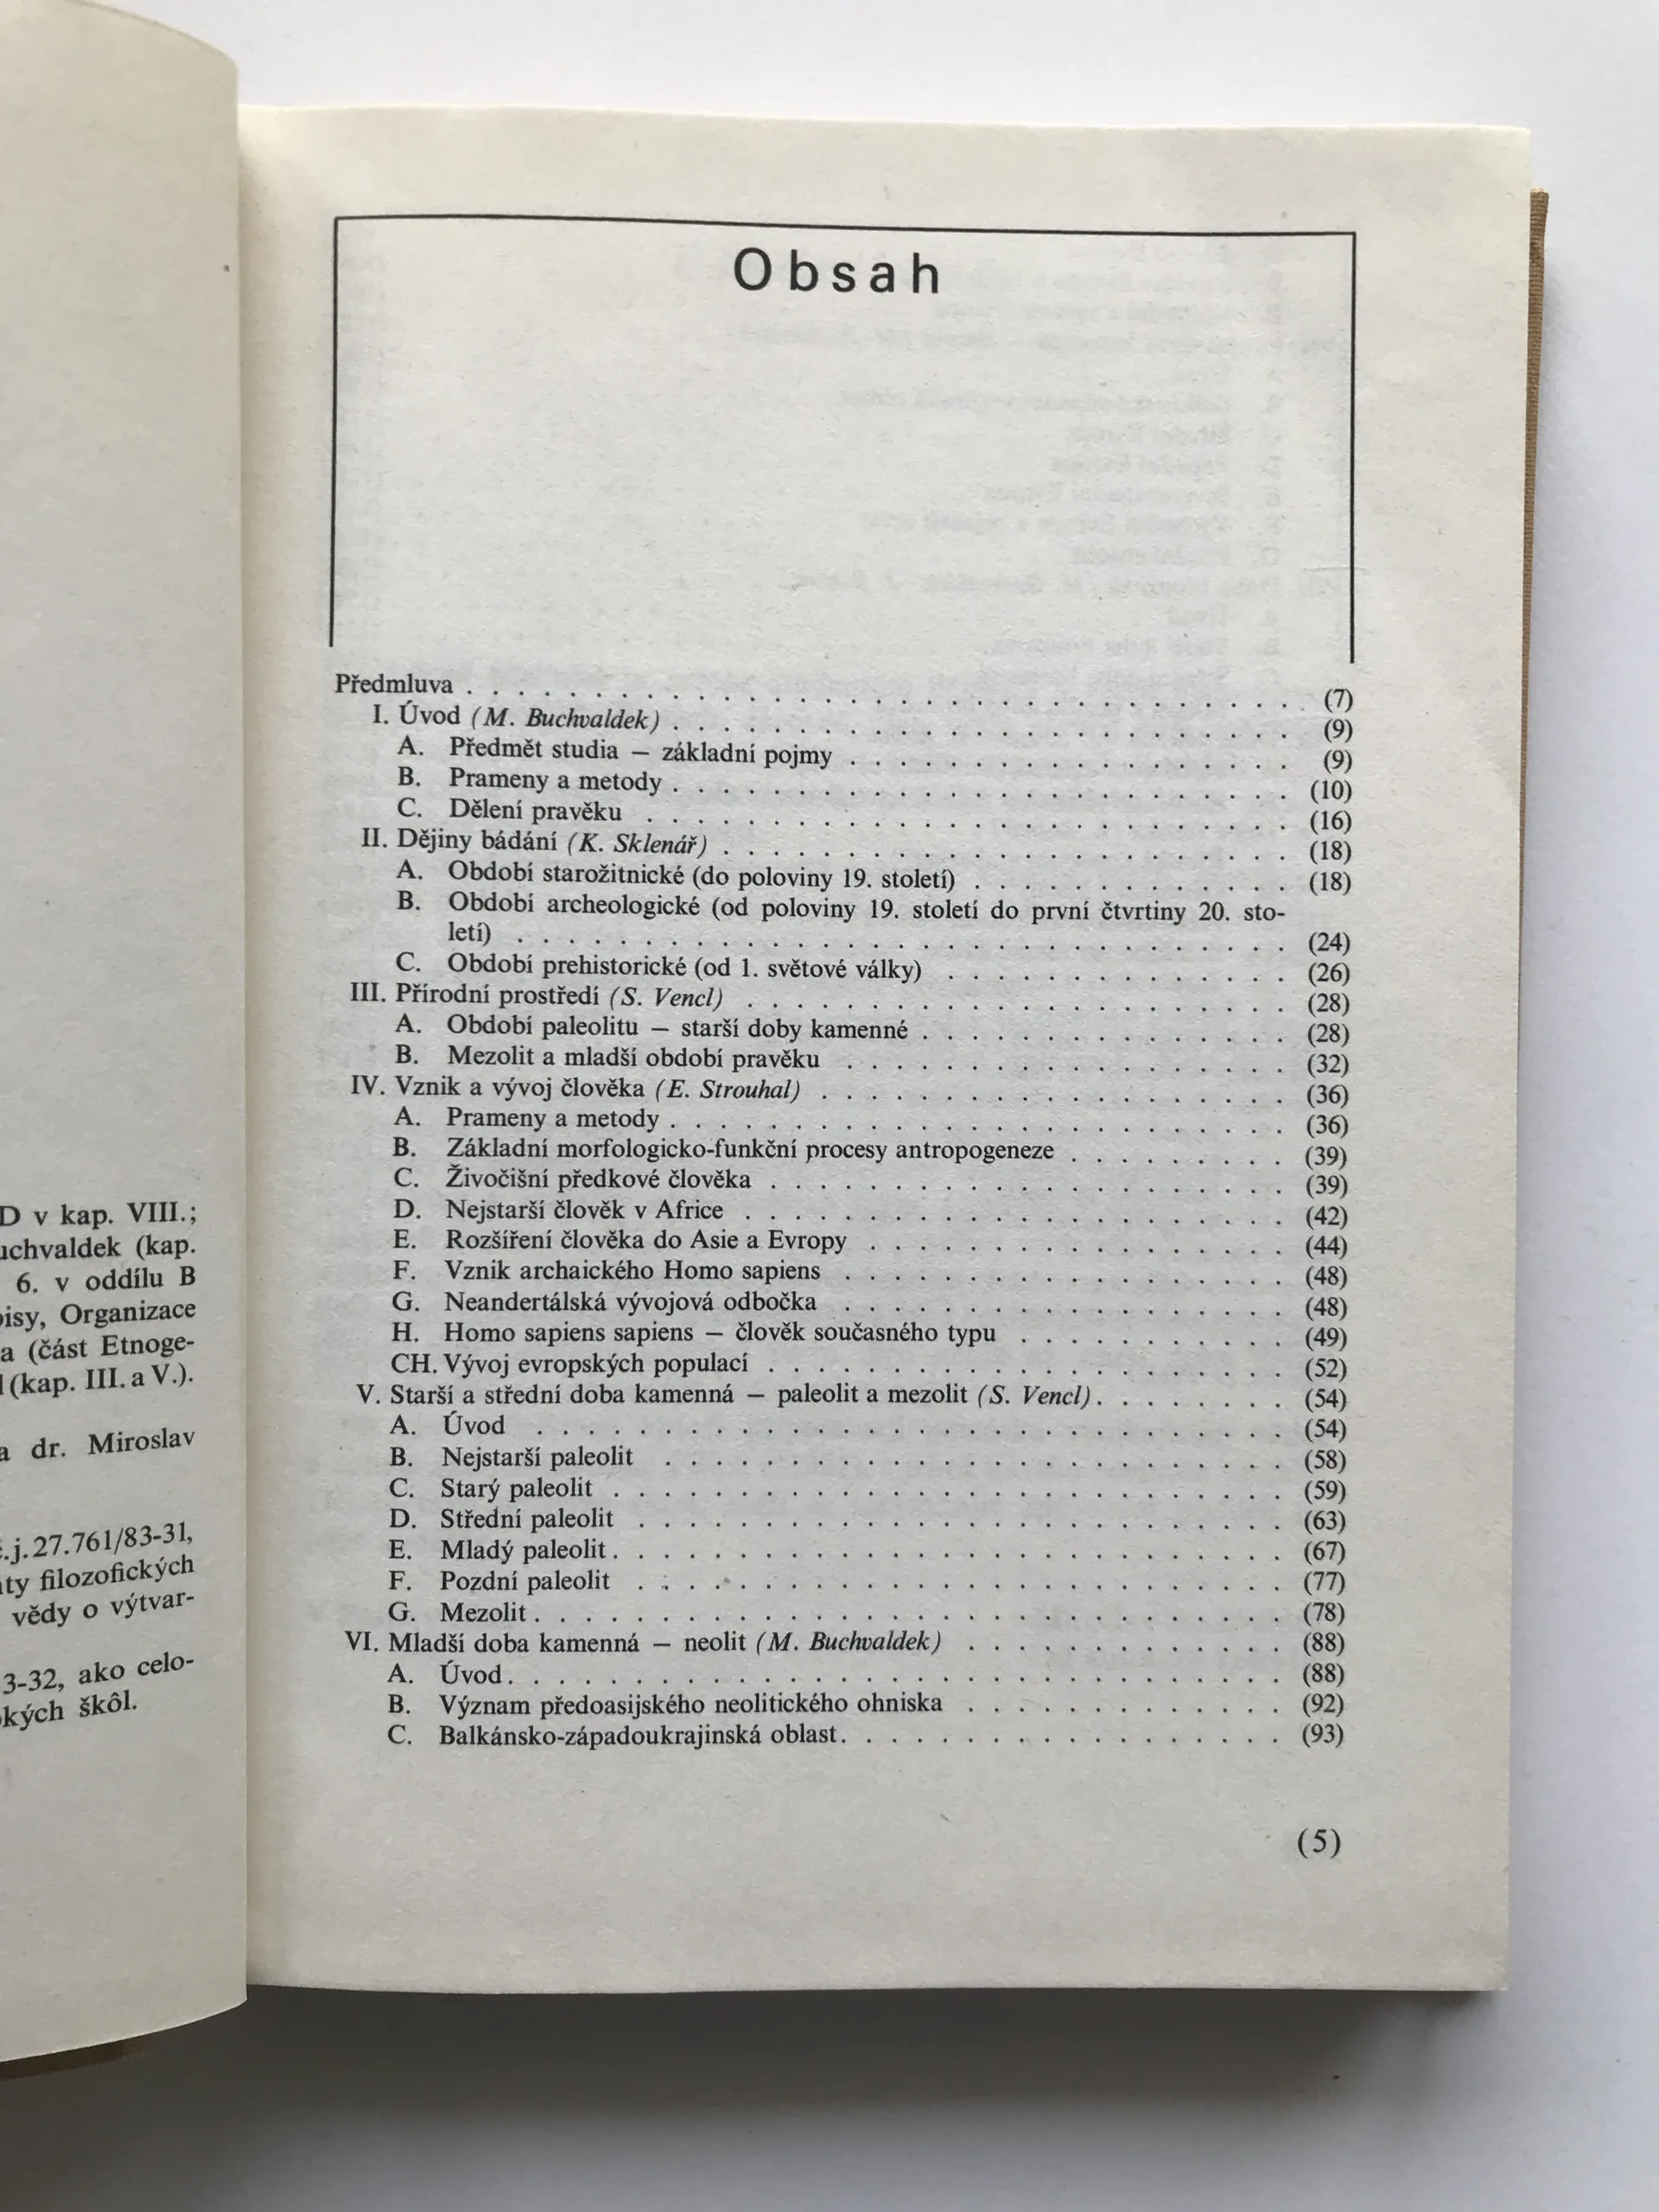 D v kap. VIII.;
uchvaldek (kap.
6. v oddílu B
pisy, Organizace
a (část Etnoge-
(kap. III. a V.).
a dr. Miroslav
.j. 27.761/83-31,
ty filozofických
vědy o výtvar-
3-32, ako celo-
kých škôl.
Obsah
Předmluva . . . . . . . . . . . . . . . . . . . . (7)
I. Úvod (M. Buchvaldek) . . . . . . . . . . . . . . . . . . . . (9)
A. Předmět studia — základní pojmy . . . . . . . . . . . . . . . . . . . . (9)
B. Prameny a metody . . . . . . . . . . . . . . . . . . . . (10)
C. Dělení pravěku . . . . . . . . . . . . . . . . . . . . (16)
II. Dějiny bádání (K. Sklenář) . . . . . . . . . . . . . . . . . . . . (18)
A. Období starožitnické (do poloviny 19. století) . . . . . . . . . . . . . (18)
B. Období archeologické (od poloviny 19. století do první čtvrtiny 20. sto-
letí) . . . . . . . . . . . . . . . . . . . . (24)
C. Období prehistorické (od 1. světové války) . . . . . . . . . . . . . . (26)
III. Přírodní prostředí (S. Vencl) . . . . . . . . . . . . . . . . . . . . (28)
A. Období paleolitu — starší doby kamenné . . . . . . . . . . . . . . . (28)
B. Mezolit a mladší období pravěku . . . . . . . . . . . . . . . . . . (32)
IV. Vznik a vývoj člověka (E. Strouhal) . . . . . . . . . . . . . . . . . . . (36)
A. Prameny a metody . . . . . . . . . . . . . . . . . . . . (36)
B. Základní morfologicko-funkční procesy antropogeneze . . . . . . . . . (39)
C. Živočišní předkové člověka . . . . . . . . . . . . . . . . . . . . (39)
D. Nejstarší člověk v Africe . . . . . . . . . . . . . . . . . . . . (42)
E. Rozšíření člověka do Asie a Evropy . . . . . . . . . . . . . . . . . (44)
F. Vznik archaického Homo sapiens . . . . . . . . . . . . . . . . . . (48)
G. Neandertálská vývojová odbočka . . . . . . . . . . . . . . . . . . (48)
H. Homo sapiens sapiens — člověk současného typu . . . . . . . . . . . (49)
CH. Vývoj evropských populací . . . . . . . . . . . . . . . . . . . . (52)
V. Starší a střední doba kamenná — paleolit a mezolit (S. Vencl) . . . . . . . . (54)
A. Úvod . . . . . . . . . . . . . . . . . . . . (54)
B. Nejstarší paleolit . . . . . . . . . . . . . . . . . . . . (58)
C. Starý paleolit . . . . . . . . . . . . . . . . . . . . (59)
D. Střední paleolit . . . . . . . . . . . . . . . . . . . . (63)
E. Mladý paleolit . . . . . . . . . . . . . . . . . . . . (67)
F. Pozdní paleolit . . . . . . . . . . . . . . . . . . . . (77)
G. Mezolit . . . . . . . . . . . . . . . . . . . . (78)
VI. Mladší doba kamenná — neolit (M. Buchvaldek) . . . . . . . . . . . . . (88)
A. Úvod . . . . . . . . . . . . . . . . . . . . (88)
B. Význam předoasijského neolitického ohniska . . . . . . . . . . . . . (92)
C. Balkánsko-západoukrajinská oblast . . . . . . . . . . . . . . . . . . (93)
(5)